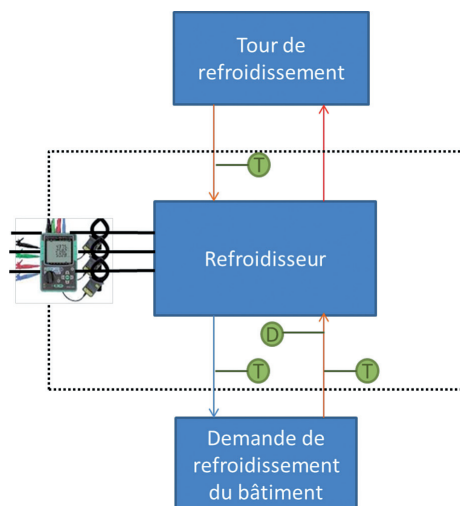 Tour de
refroidissement
T
Refroidisseur
D
T
T
Demande de
refroidissement
du bâtiment